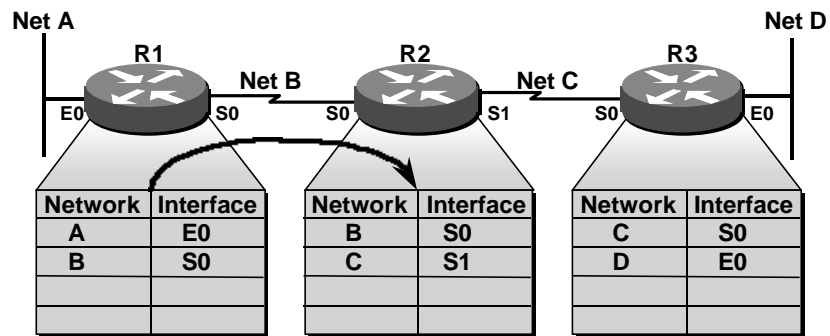 Net A
Net D
R1
R2
R3
Net B
Net C
E0
S0
S0
S1
S0
E0
Network Interface
A E0
B S0
Network Interface
B S0
C S1
Network Interface
C S0
D E0